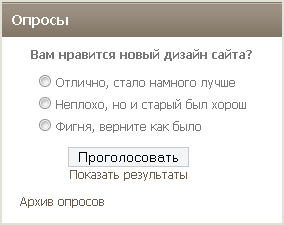 Опросы
Вам нравится новый дизайн сайта?
Отлично, стало намного лучше
Неплохо, но и старый был хорош
Фигня, верните как было
Проголосовать
Показать результаты
Архив опросов